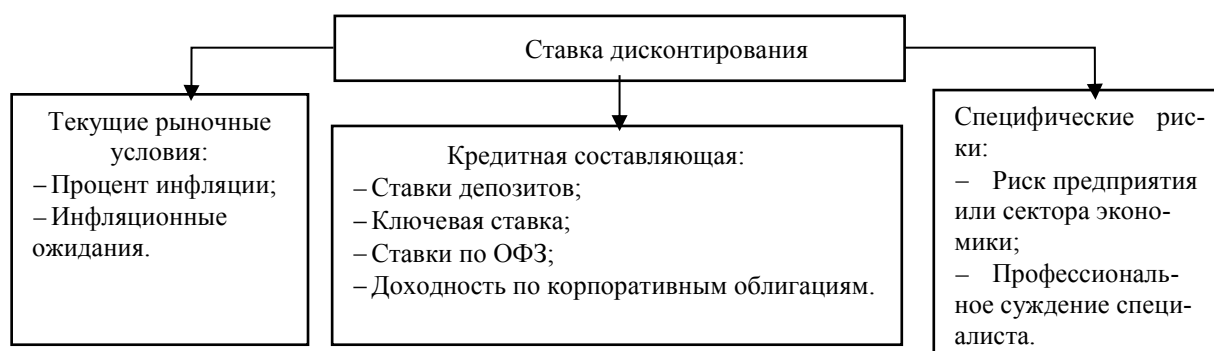 Ставка дисконтирования
Текущие рыночные
условия:
– Процент инфляции;
– Инфляционные
ожидания.
Кредитная составляющая:
– Ставки депозитов;
– Ключевая ставка;
– Ставки по ОФЗ;
– Доходность по корпоративным облигациям.
Специфические рис-
ки:
– Риск предприятия
или сектора эконо-
мики;
– Профессиональ-
ное суждение специ-
алиста.